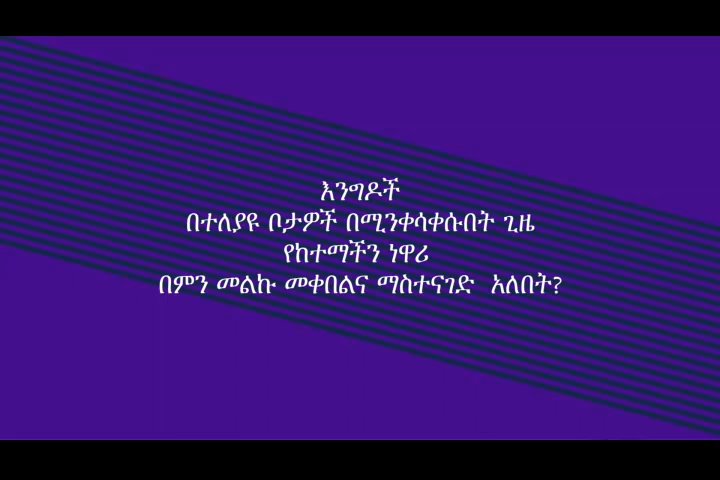 እንግዶች
በተለያዩ ቦታዎች በሚንቀሳቀሱበት ጊዜ
የከተማችን ነዋሪ
በምን መልኩ መቀበልና ማስተናገድ አለበት?